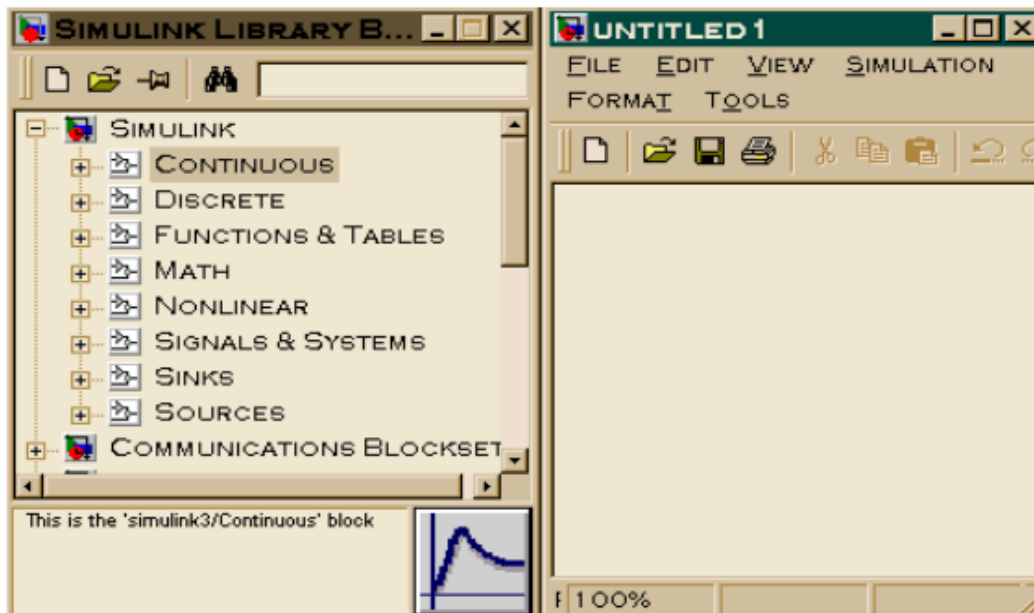 SIMULINK LIBRARY B...
SIMULINK
CONTINUOUS
DISCRETE
FUNCTIONS & TABLES
MATH
NONLINEAR
SIGNALS & SYSTEMS
SINKS
SOURCES
COMMUNICATIONS BLOCKSET
This is the 'simulink3/Continuous' block
UNTITLED 1
FILE EDIT VIEW SIMULATION
FORMAT TOOLS
F 100%